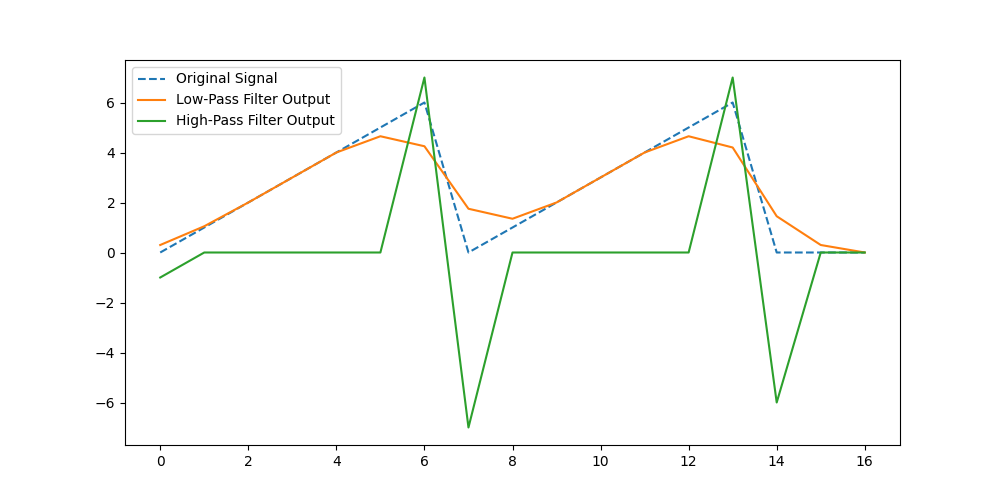 Original Signal
Low-Pass Filter Output
High-Pass Filter Output
6
4
2
0
−2
−4
−6
0 2 4 6 8 10 12 14 16